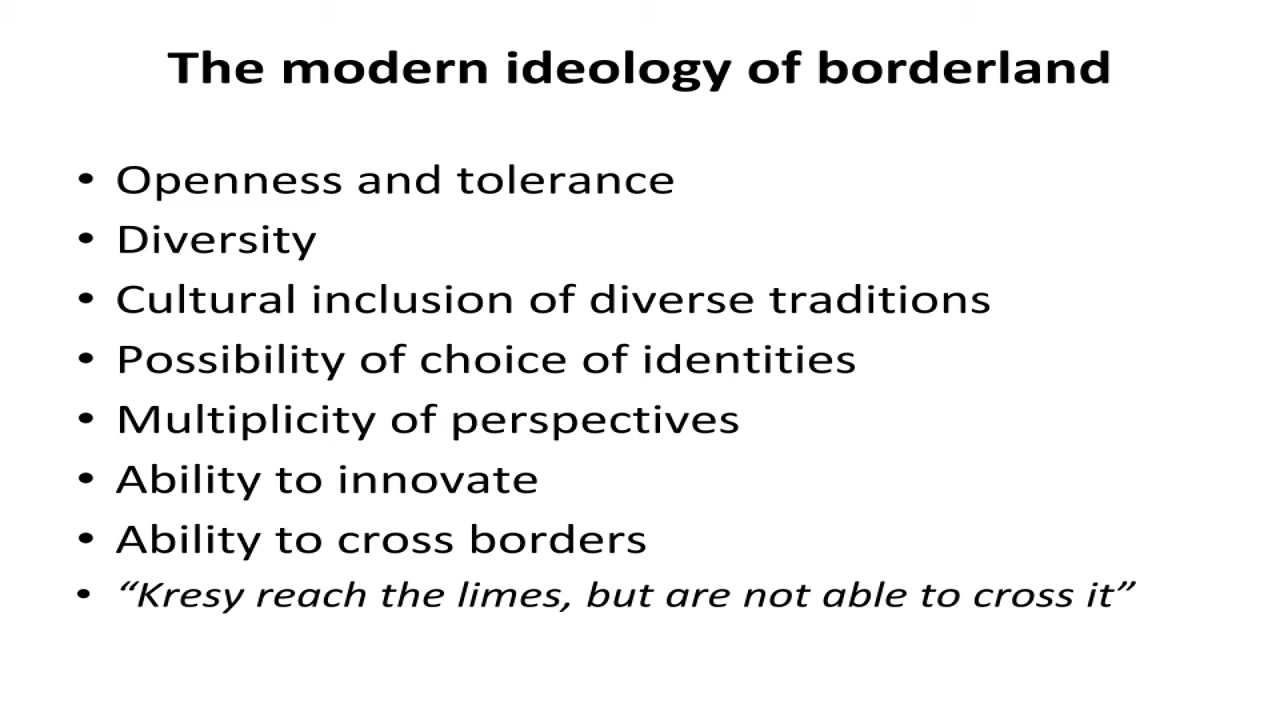 The modern ideology of borderland
• Openness and tolerance
• Diversity
• Cultural inclusion of diverse traditions
• Possibility of choice of identities
• Multiplicity of perspectives
• Ability to innovate
• Ability to cross borders
• “Kresy reach the limes, but are not able to cross it”